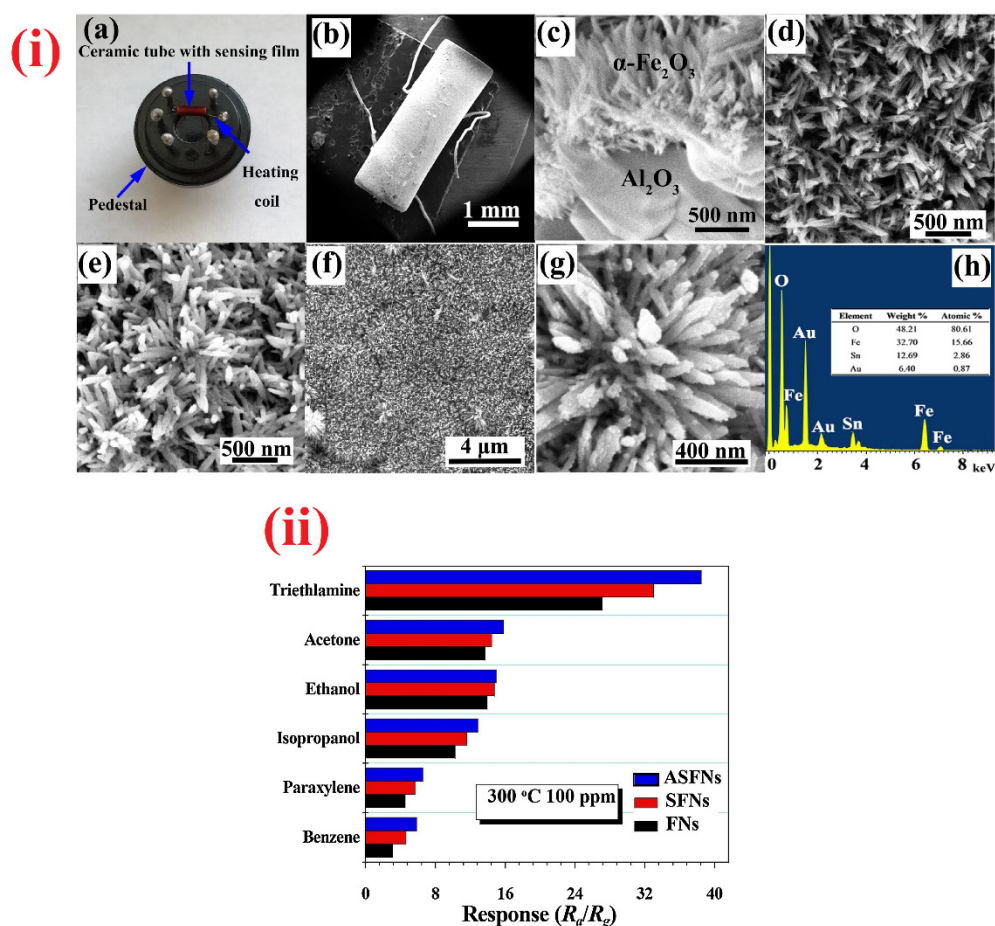 (i)
(a)
Ceramic tube with sensing film
Heating
coil
Pedestal
(b)
1 mm
(c)
α-Fe₂O₃
Al₂O₃
500 nm
(d)
500 nm
(e)
500 nm
(f)
4 μm
(g)
400 nm
(h)
O
Au
Fe
Au
Sn
Fe
Fe
Element Weight % Atomic %
O 48.21 80.61
Fe 32.70 15.66
Sn 12.69 2.86
Au 6.40 0.87
0 2 4 6 8 keV
(ii)
Triethlamine
Acetone
Ethanol
Isopropanol
Paraxylene
Benzene
300 °C 100 ppm
ASFNs
SFNs
FNs
0 8 16 24 32 40
Response (Rₐ/R_g)